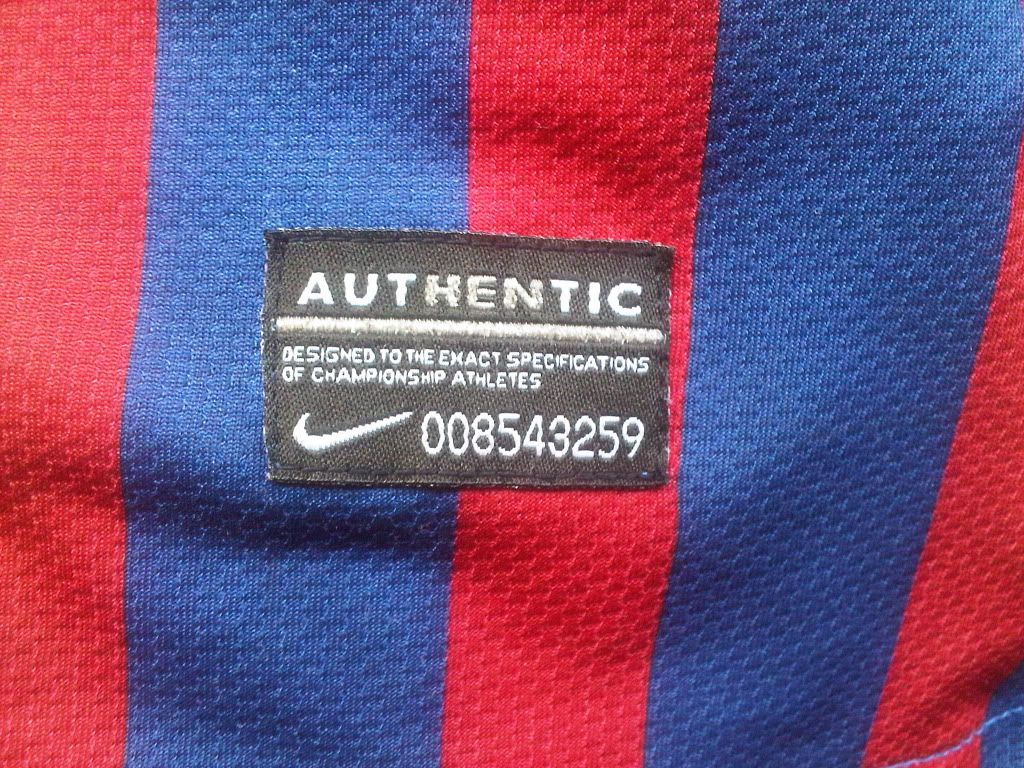 AUTHENTIC
DESIGNED TO THE EXACT SPECIFICATIONS
OF CHAMPIONSHIP ATHLETES
008543259